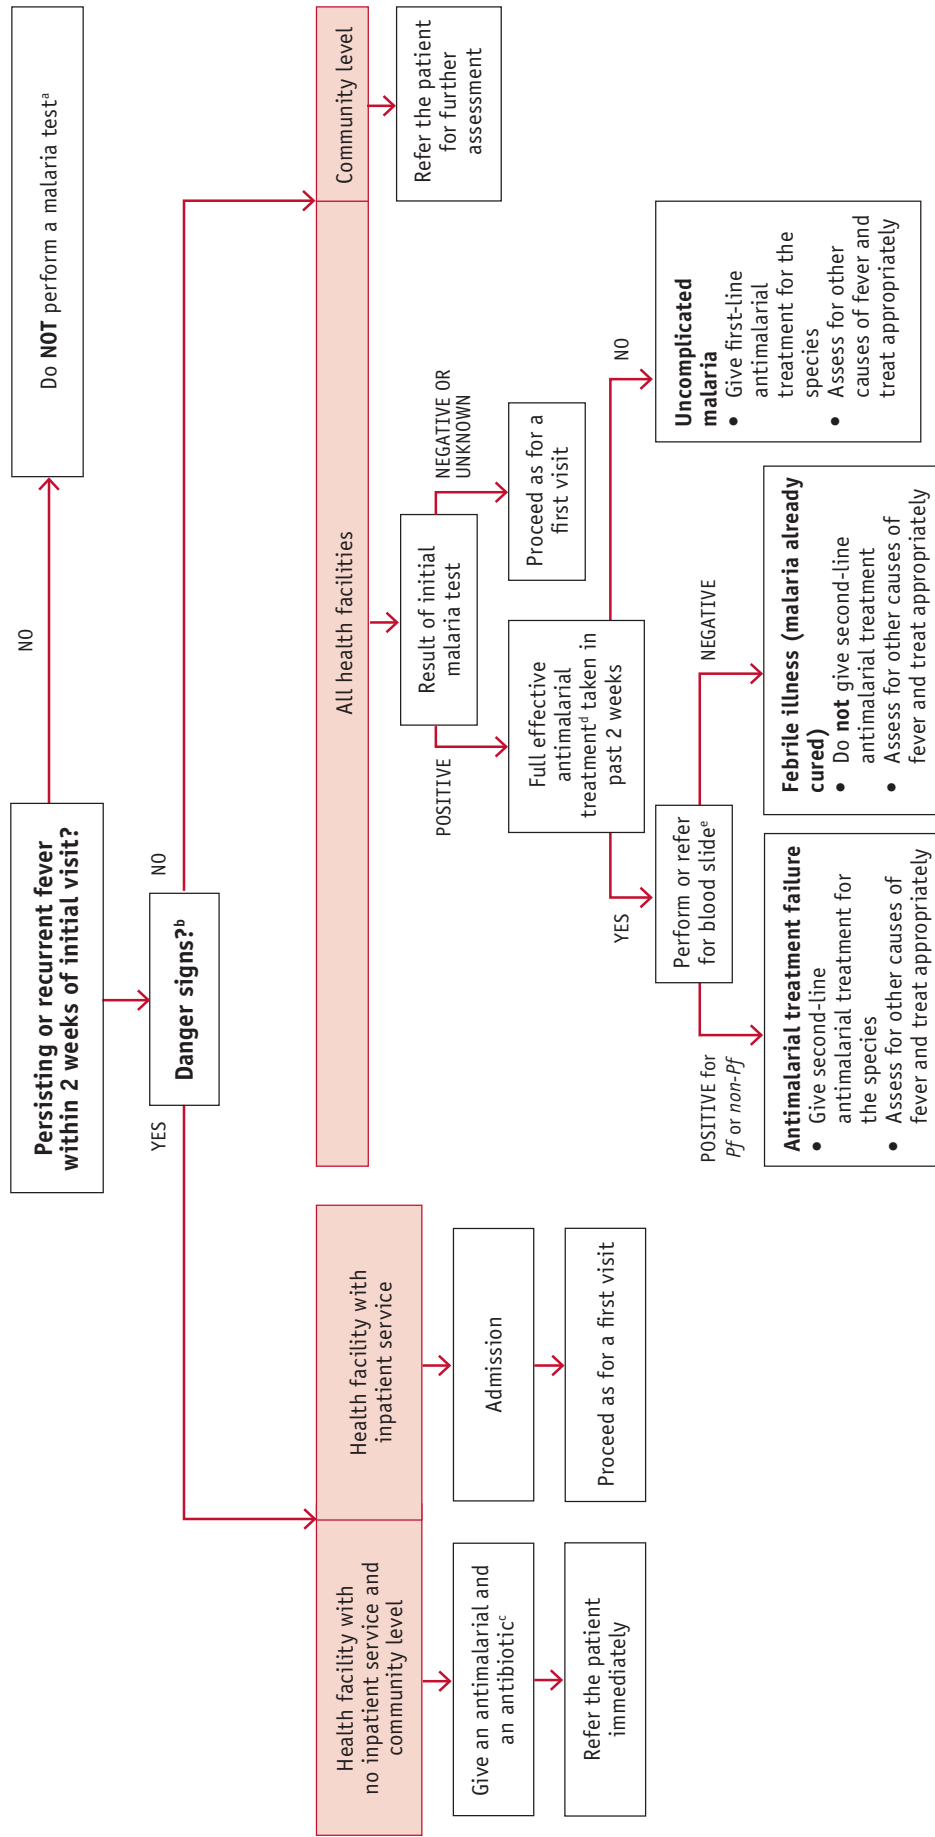 Persisting or recurrent fever
within 2 weeks of initial visit?
NO
Do NOT perform a malaria testᵃ
Danger signs?ᵇ
YES
NO
Health facility with
no inpatient service and
community level
Give an antimalarial and
an antibioticᶜ
Refer the patient
immediately
Health facility with
inpatient service
Admission
Proceed as for a first visit
All health facilities
Community level
Refer the patient
for further
assessment
Result of initial
malaria test
POSITIVE
NEGATIVE OR
UNKNOWN
Full effective
antimalarial
treatmentᵈ taken in
past 2 weeks
Proceed as for a
first visit
YES
NO
Perform or refer
for blood slideᵉ
Uncomplicated
malaria
• Give first-line
antimalarial
treatment for the
species
• Assess for other
causes of fever and
treat appropriately
POSITIVE for
Pf or non-Pf
NEGATIVE
Antimalarial treatment failure
• Give second-line
antimalarial treatment for
the species
• Assess for other causes of
fever and treat appropriately
Febrile illness (malaria already
cured)
• Do not give second-line
antimalarial treatment
• Assess for other causes of
fever and treat appropriately